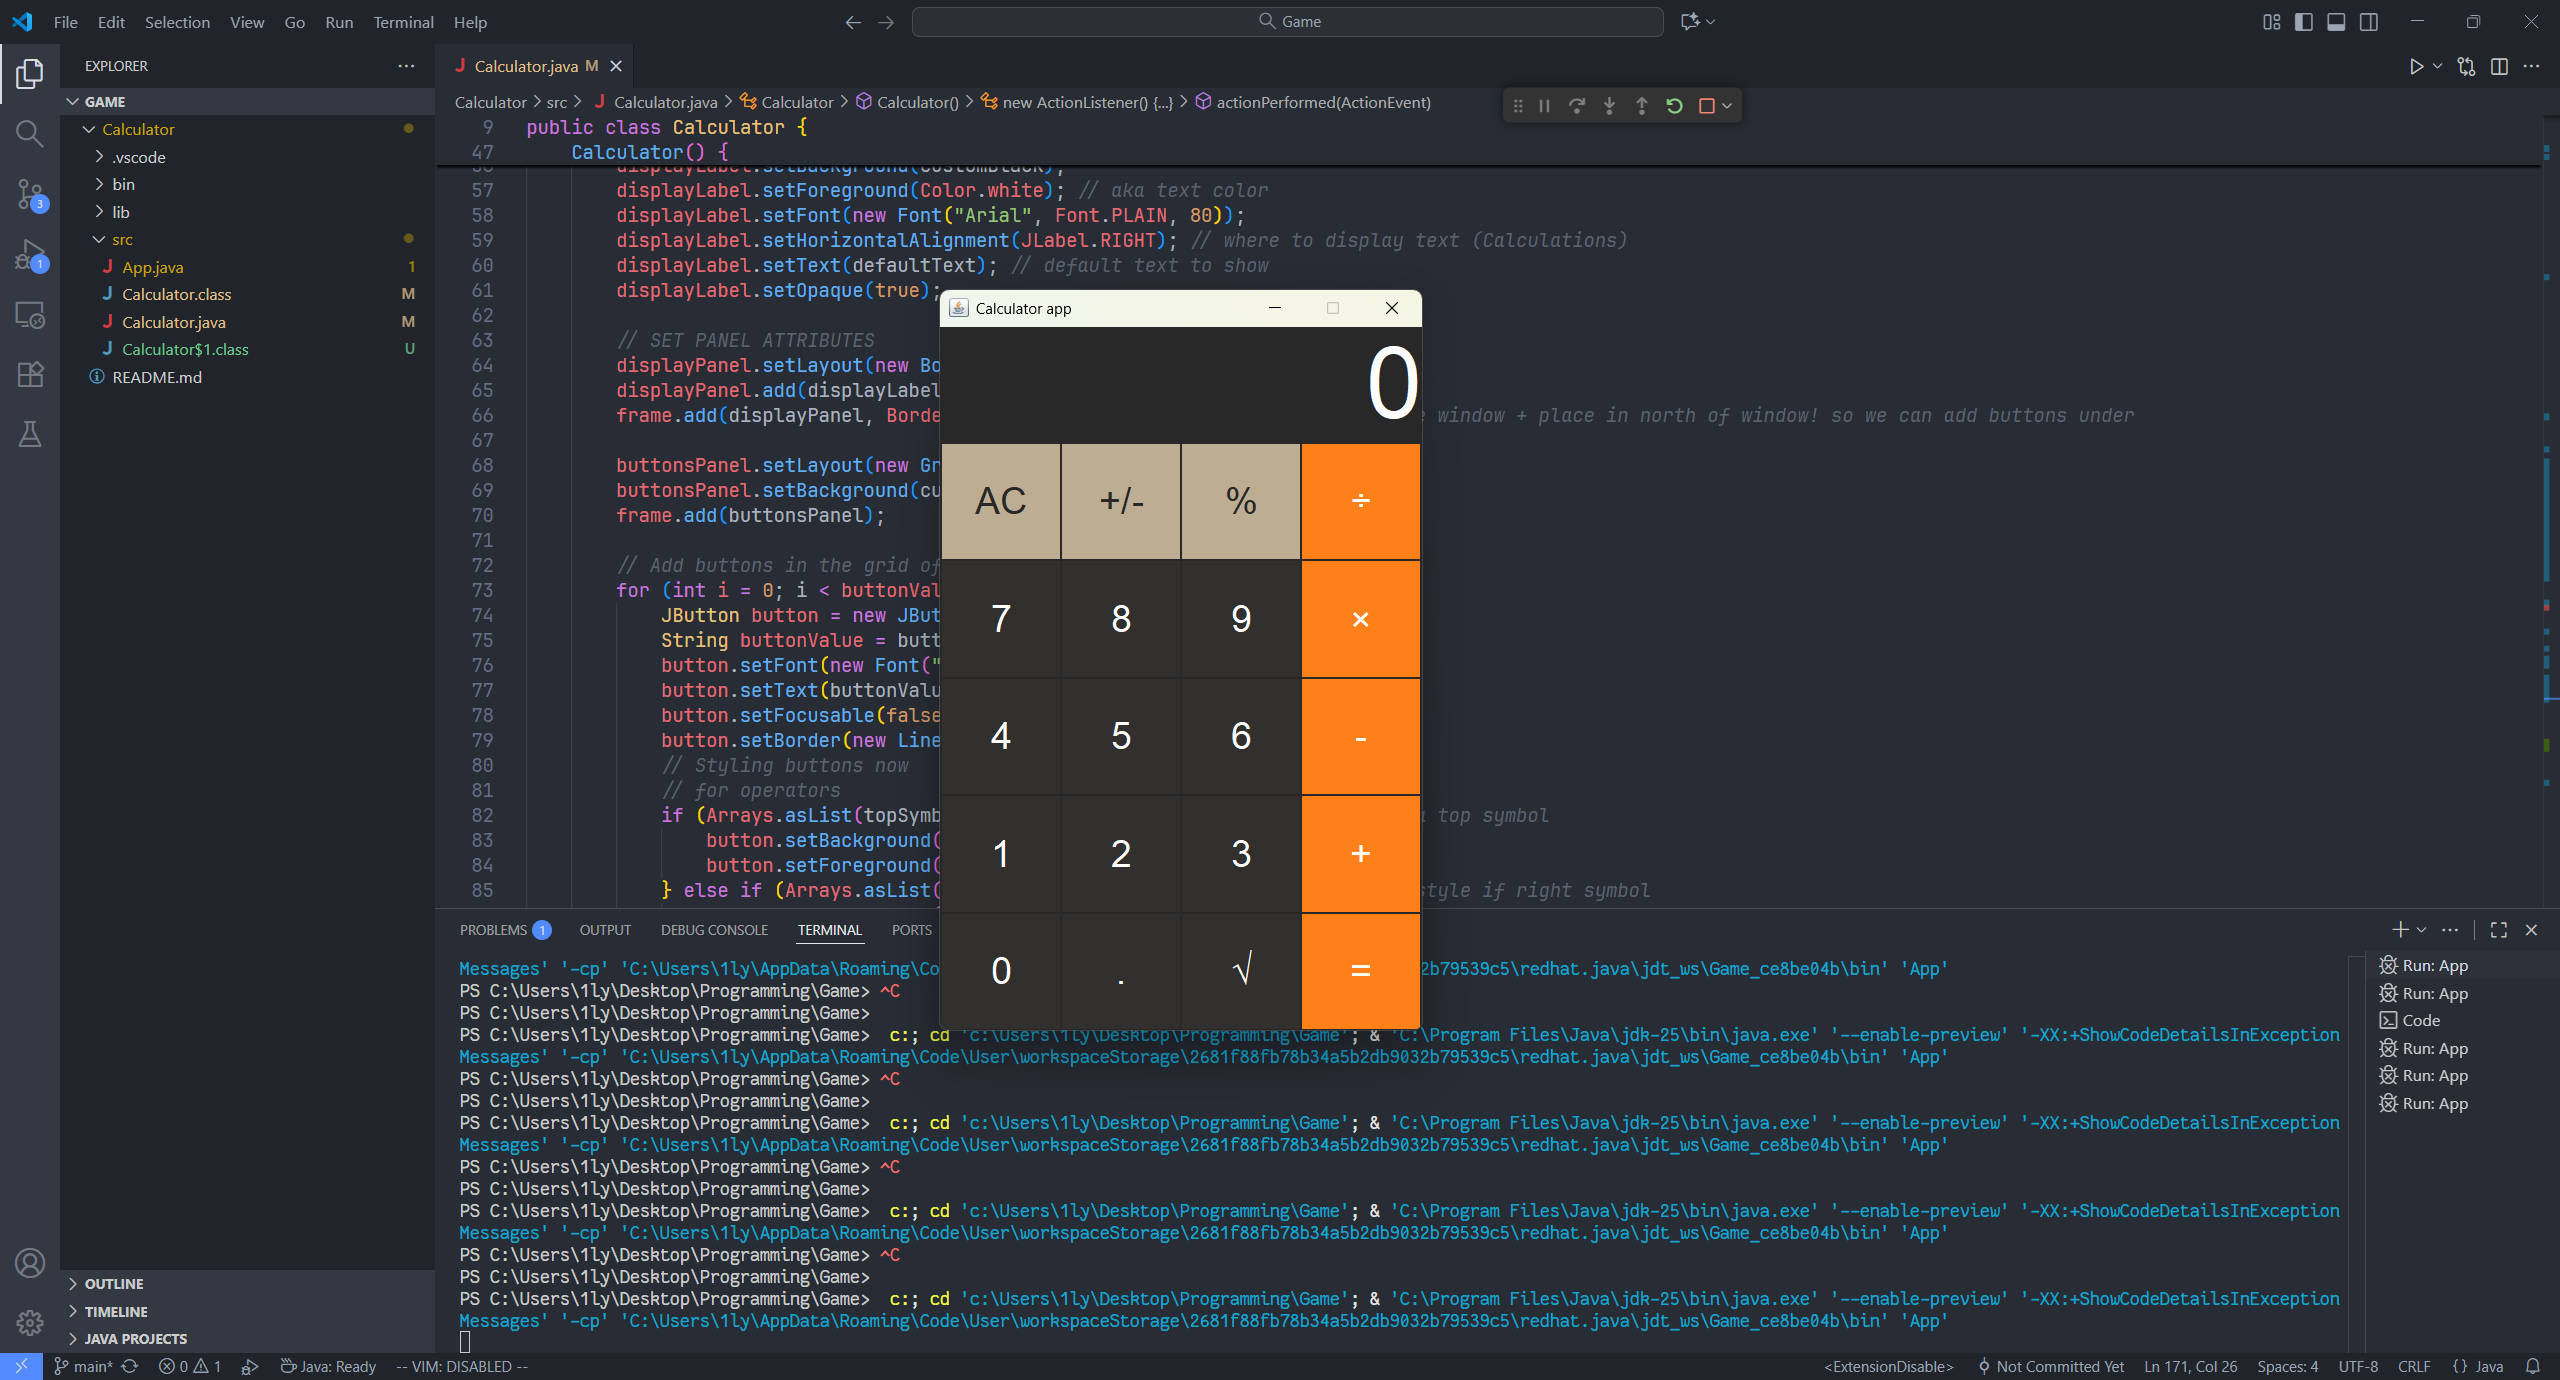 File Edit Selection View Go Run Terminal Help
Game
EXPLORER
GAME
Calculator
.vscode
bin
lib
src
App.java 1
Calculator.class M
Calculator.java M
Calculator$1.class U
README.md
OUTLINE
TIMELINE
JAVA PROJECTS
3
1
Calculator.java M
Calculator > src > Calculator.java > Calculator > Calculator() > new ActionListener() {...} > actionPerformed(ActionEvent)
9 public class Calculator {
47 Calculator() {
57 displayLabel.setForeground(Color.white); // aka text color
58 displayLabel.setFont(new Font("Arial", Font.PLAIN, 80));
59 displayLabel.setHorizontalAlignment(JLabel.RIGHT); // where to display text (Calculations)
60 displayLabel.setText(defaultText); // default text to show
61 displayLabel.setOpaque(true);
62
63 // SET PANEL ATTRIBUTES
64 displayPanel.setLayout(new Bo
65 displayPanel.add(displayLabel
66 frame.add(displayPanel, Borde window + place in north of window! so we can add buttons under
67
68 buttonsPanel.setLayout(new Gr
69 buttonsPanel.setBackground(cu
70 frame.add(buttonsPanel);
71
72 // Add buttons in the grid of
73 for (int i = 0; i < buttonVal
74 JButton button = new JBut
75 String buttonValue = butt
76 button.setFont(new Font("
77 button.setText(buttonValu
78 button.setFocusable(false
79 button.setBorder(new Line
80 // Styling buttons now
81 // for operators
82 if (Arrays.asList(topSymb top symbol
83 button.setBackground(
84 button.setForeground(
85 } else if (Arrays.asList( style if right symbol
Calculator app
0
AC +/- % ÷
7 8 9 ×
4 5 6 -
1 2 3 +
0 . √ =
PROBLEMS 1 OUTPUT DEBUG CONSOLE TERMINAL PORTS
Messages' '-cp' 'C:\Users\1ly\AppData\Roaming\Co 2b79539c5\redhat.java\jdt_ws\Game_ce8be04b\bin' 'App'
PS C:\Users\1ly\Desktop\Programming\Game> ^C
PS C:\Users\1ly\Desktop\Programming\Game>
PS C:\Users\1ly\Desktop\Programming\Game> c:; cd 'c:\Users\1ly\Desktop\Programming\Game'; & 'C:\Program Files\Java\jdk-25\bin\java.exe' '--enable-preview' '-XX:+ShowCodeDetailsInException
Messages' '-cp' 'C:\Users\1ly\AppData\Roaming\Code\User\workspaceStorage\2681f88fb78b34a5b2db9032b79539c5\redhat.java\jdt_ws\Game_ce8be04b\bin' 'App'
PS C:\Users\1ly\Desktop\Programming\Game> ^C
PS C:\Users\1ly\Desktop\Programming\Game>
PS C:\Users\1ly\Desktop\Programming\Game> c:; cd 'c:\Users\1ly\Desktop\Programming\Game'; & 'C:\Program Files\Java\jdk-25\bin\java.exe' '--enable-preview' '-XX:+ShowCodeDetailsInException
Messages' '-cp' 'C:\Users\1ly\AppData\Roaming\Code\User\workspaceStorage\2681f88fb78b34a5b2db9032b79539c5\redhat.java\jdt_ws\Game_ce8be04b\bin' 'App'
PS C:\Users\1ly\Desktop\Programming\Game> ^C
PS C:\Users\1ly\Desktop\Programming\Game>
PS C:\Users\1ly\Desktop\Programming\Game> c:; cd 'c:\Users\1ly\Desktop\Programming\Game'; & 'C:\Program Files\Java\jdk-25\bin\java.exe' '--enable-preview' '-XX:+ShowCodeDetailsInException
Messages' '-cp' 'C:\Users\1ly\AppData\Roaming\Code\User\workspaceStorage\2681f88fb78b34a5b2db9032b79539c5\redhat.java\jdt_ws\Game_ce8be04b\bin' 'App'
PS C:\Users\1ly\Desktop\Programming\Game> ^C
PS C:\Users\1ly\Desktop\Programming\Game>
PS C:\Users\1ly\Desktop\Programming\Game> c:; cd 'c:\Users\1ly\Desktop\Programming\Game'; & 'C:\Program Files\Java\jdk-25\bin\java.exe' '--enable-preview' '-XX:+ShowCodeDetailsInException
Messages' '-cp' 'C:\Users\1ly\AppData\Roaming\Code\User\workspaceStorage\2681f88fb78b34a5b2db9032b79539c5\redhat.java\jdt_ws\Game_ce8be04b\bin' 'App'
Run: App
Run: App
Code
Run: App
Run: App
Run: App
main* 0 1 Java: Ready -- VIM: DISABLED -- <ExtensionDisable> Not Committed Yet Ln 171, Col 26 Spaces: 4 UTF-8 CRLF {} Java